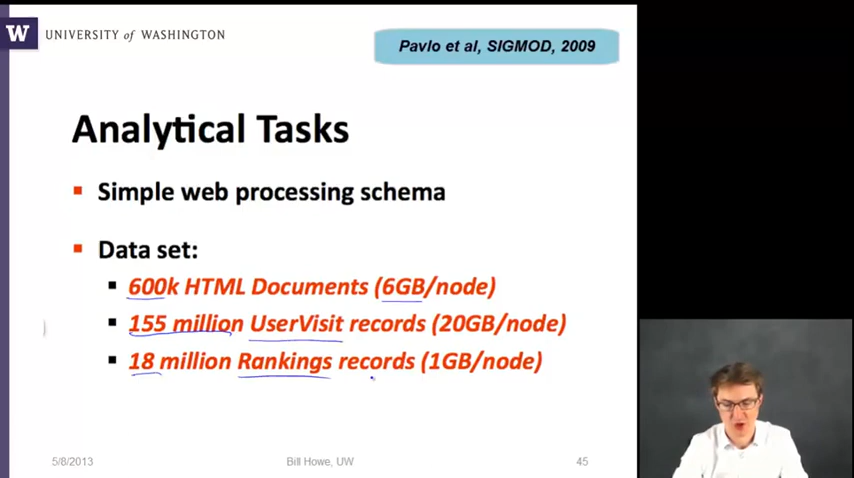 W UNIVERSITY of WASHINGTON
Pavlo et al, SIGMOD, 2009
Analytical Tasks
Simple web processing schema
Data set:
600k HTML Documents (6GB/node)
155 million UserVisit records (20GB/node)
18 million Rankings records (1GB/node)
5/8/2013
Bill Howe, UW
45